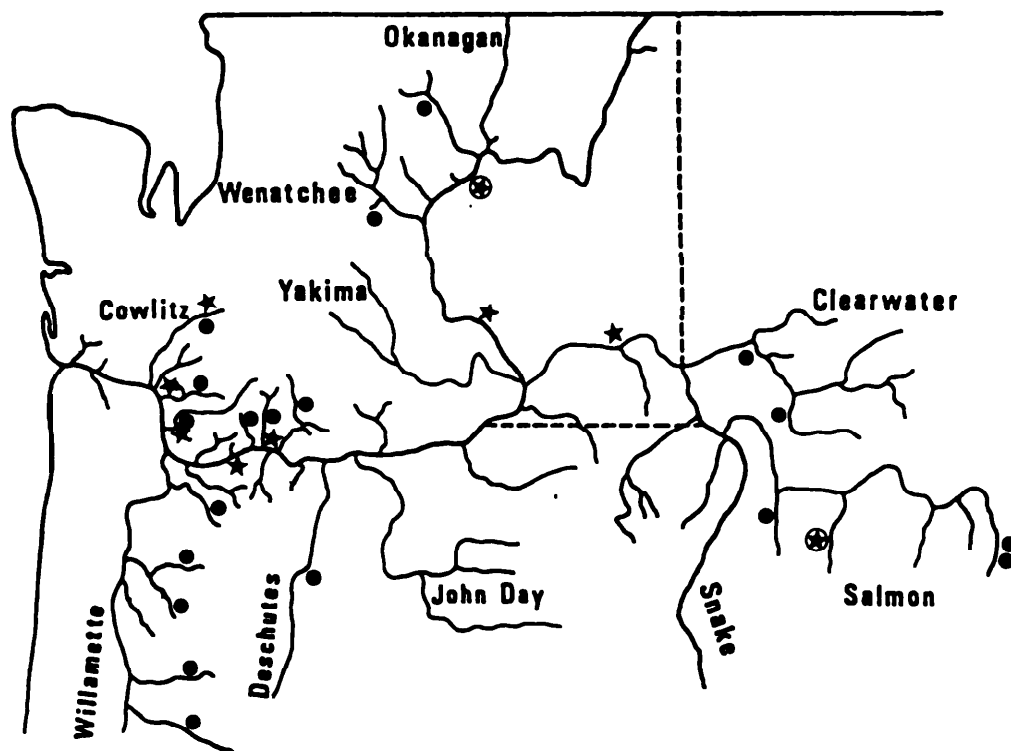 Okanagan
Wenatchee
Yakima
Cowlitz
Clearwater
John Day
Salmon
Snake
Deschutes
Willamette